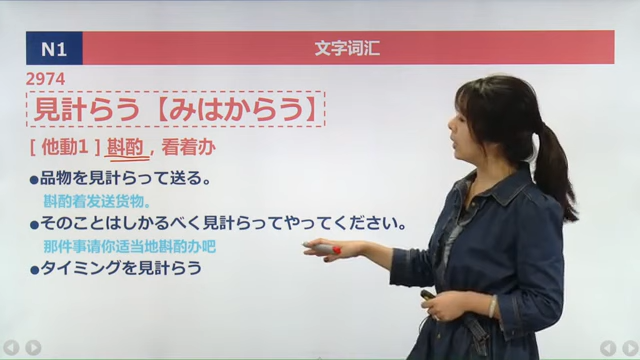 N1
文字词汇
2974
見計らう【みはからう】
[ 他動1 ] 斟酌，看着办
●品物を見計らって送る。
斟酌着发送货物。
●そのことはしかるべく見計らってやってください。
那件事请你适当地斟酌办吧
●タイミングを見計らう